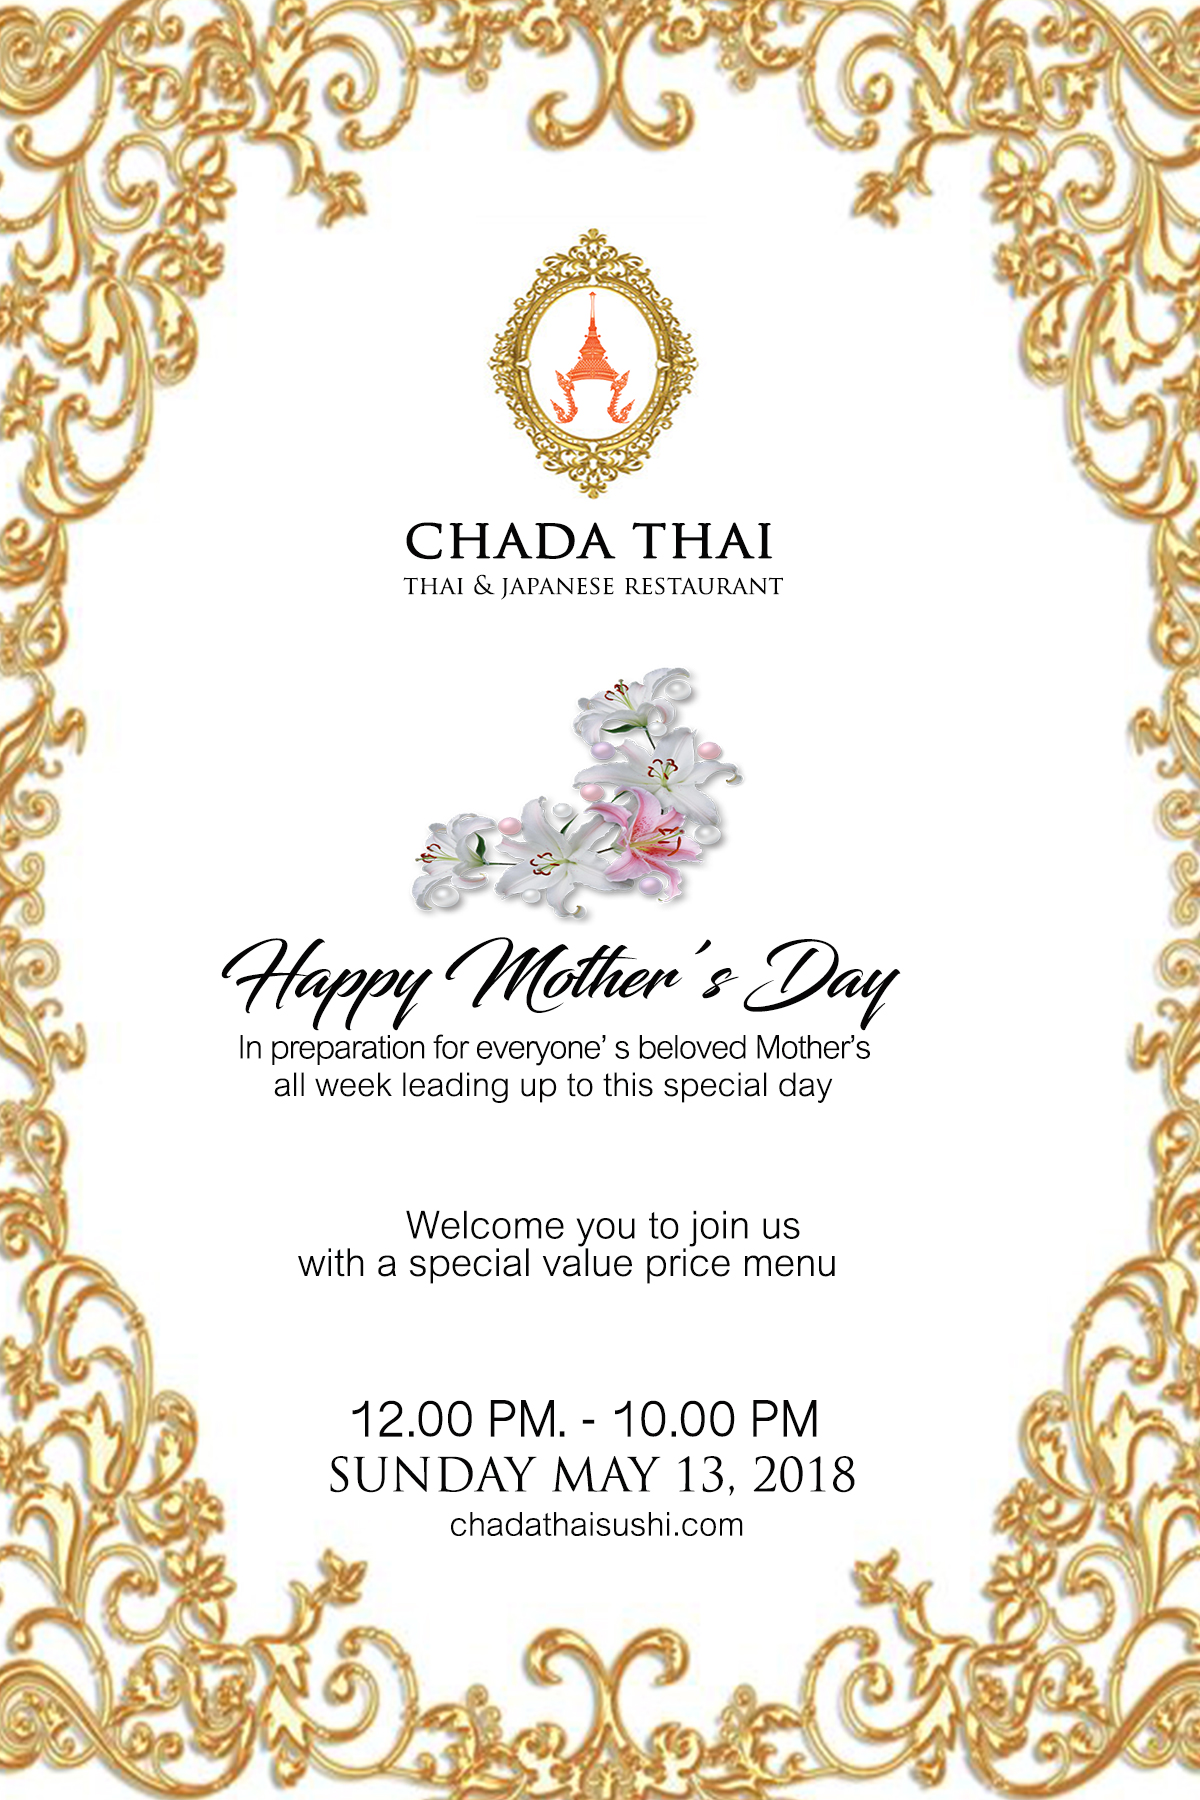 CHADA THAI
THAI & JAPANESE RESTAURANT
Happy Mother's Day
In preparation for everyone’ s beloved Mother’s
all week leading up to this special day
Welcome you to join us
with a special value price menu
12.00 PM. - 10.00 PM
SUNDAY MAY 13, 2018
chadathaisushi.com